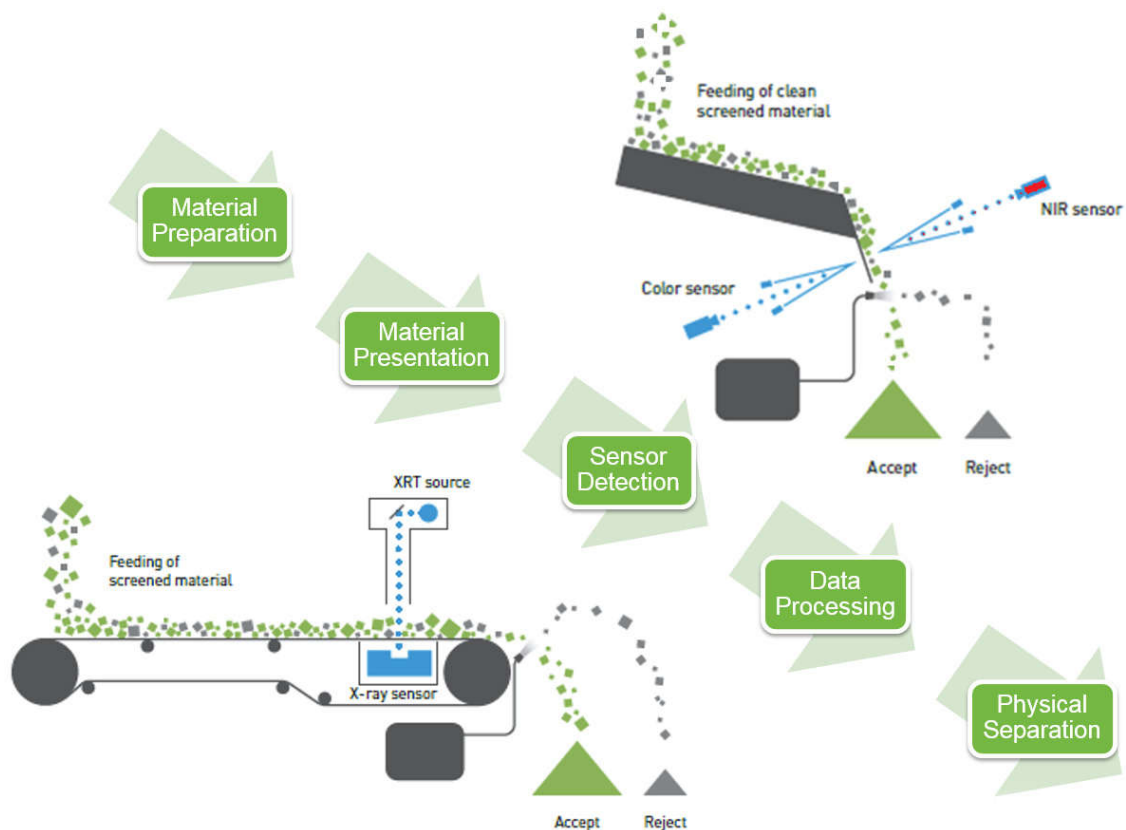 Feeding of clean
screened material
NIR sensor
Color sensor
Accept
Reject
Material
Preparation
Material
Presentation
Sensor
Detection
Data
Processing
Physical
Separation
XRT source
Feeding of
screened material
X-ray sensor
Accept
Reject